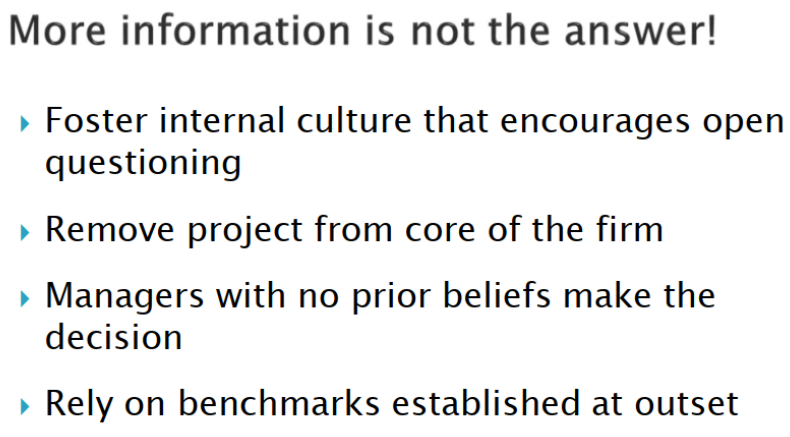 More information is not the answer!
Foster internal culture that encourages open
questioning
Remove project from core of the firm
Managers with no prior beliefs make the
decision
Rely on benchmarks established at outset